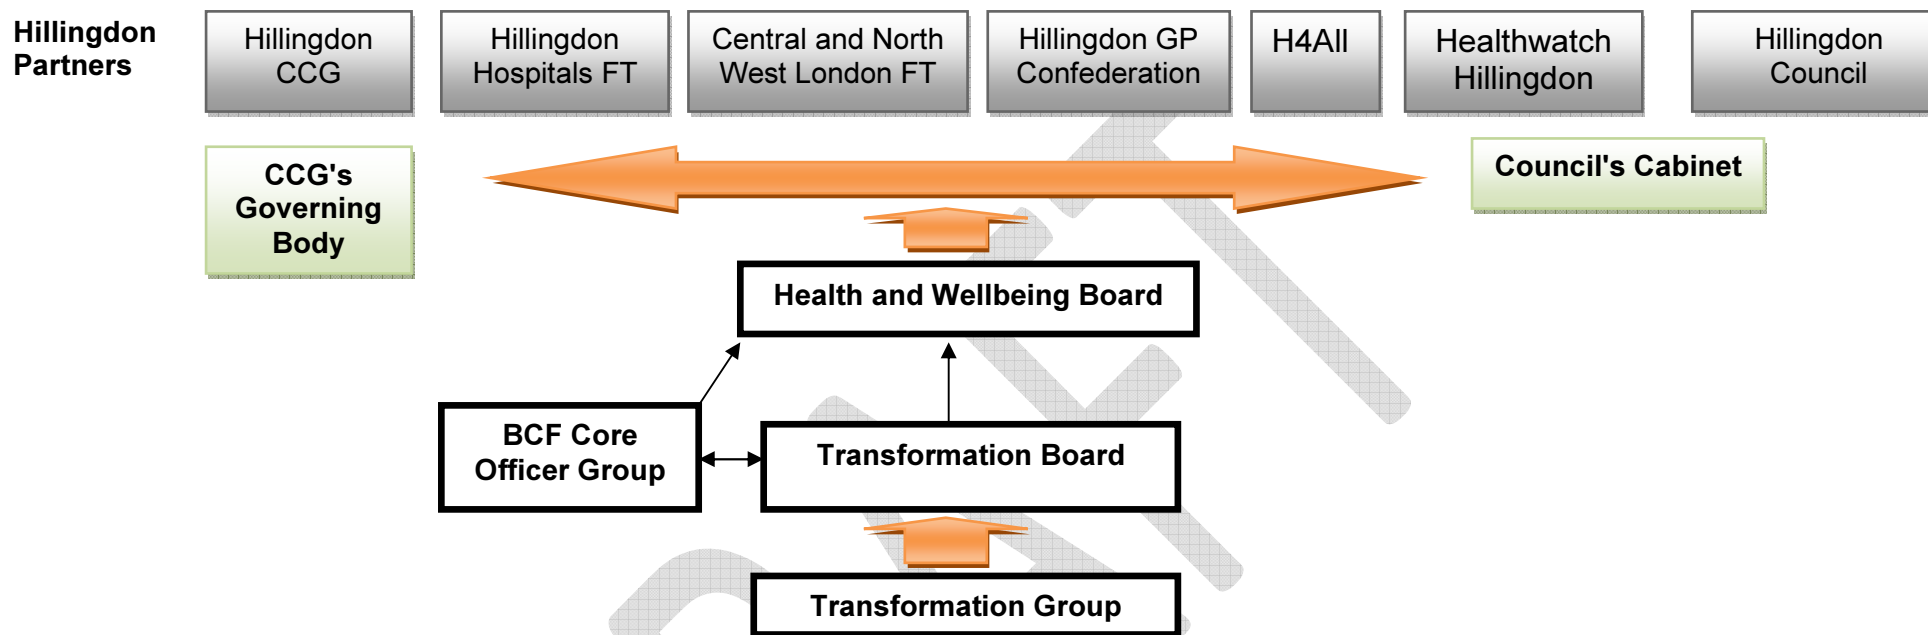 Hillingdon
Partners
Hillingdon
CCG
Hillingdon
Hospitals FT
Central and North
West London FT
Hillingdon GP
Confederation
H4All
Healthwatch
Hillingdon
Hillingdon
Council
CCG's
Governing
Body
Council's Cabinet
Health and Wellbeing Board
BCF Core
Officer Group
Transformation Board
Transformation Group